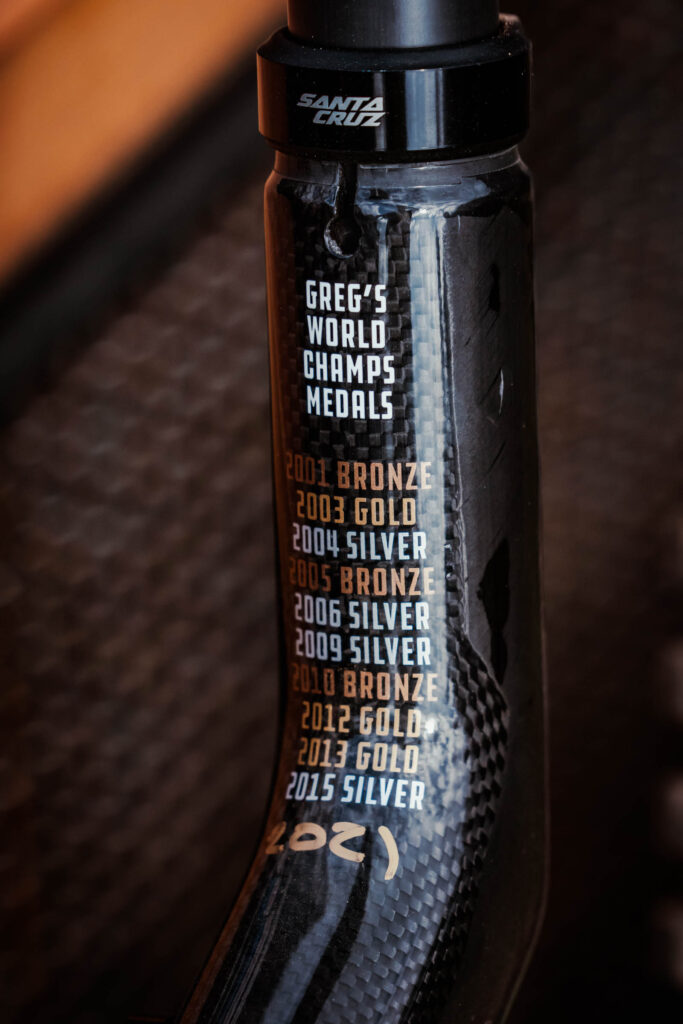 SANTA
CRUZ
GREG'S
WORLD
CHAMPS
MEDALS
2001 BRONZE
2003 GOLD
2004 SILVER
2005 BRONZE
2006 SILVER
2009 SILVER
2010 BRONZE
2012 GOLD
2013 GOLD
2015 SILVER